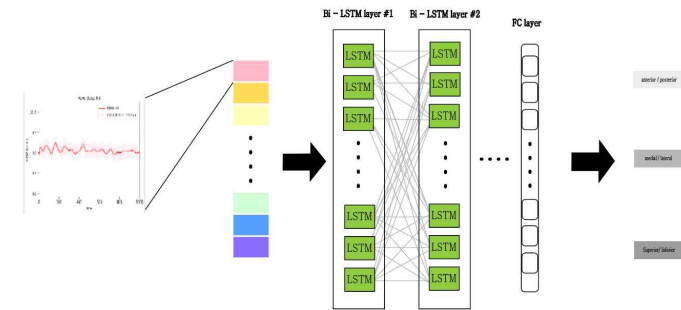 Bi – LSTM layer #1
Bi – LSTM layer #2
FC layer
LSTM
LSTM
LSTM
LSTM
LSTM
LSTM
LSTM
LSTM
LSTM
LSTM
LSTM
LSTM
anterior / posterior
medial / lateral
Superior/ Inferior